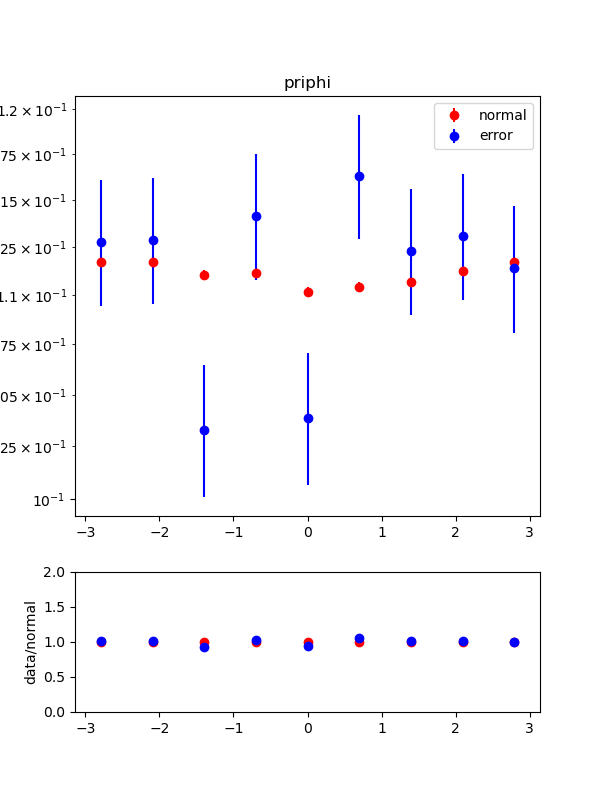 priphi
1.2 × 10⁻¹
75 × 10⁻¹
15 × 10⁻¹
25 × 10⁻¹
1.1 × 10⁻¹
75 × 10⁻¹
05 × 10⁻¹
25 × 10⁻¹
10⁻¹
normal
error
−3 −2 −1 0 1 2 3
data/normal
2.0
1.5
1.0
0.5
0.0
−3 −2 −1 0 1 2 3